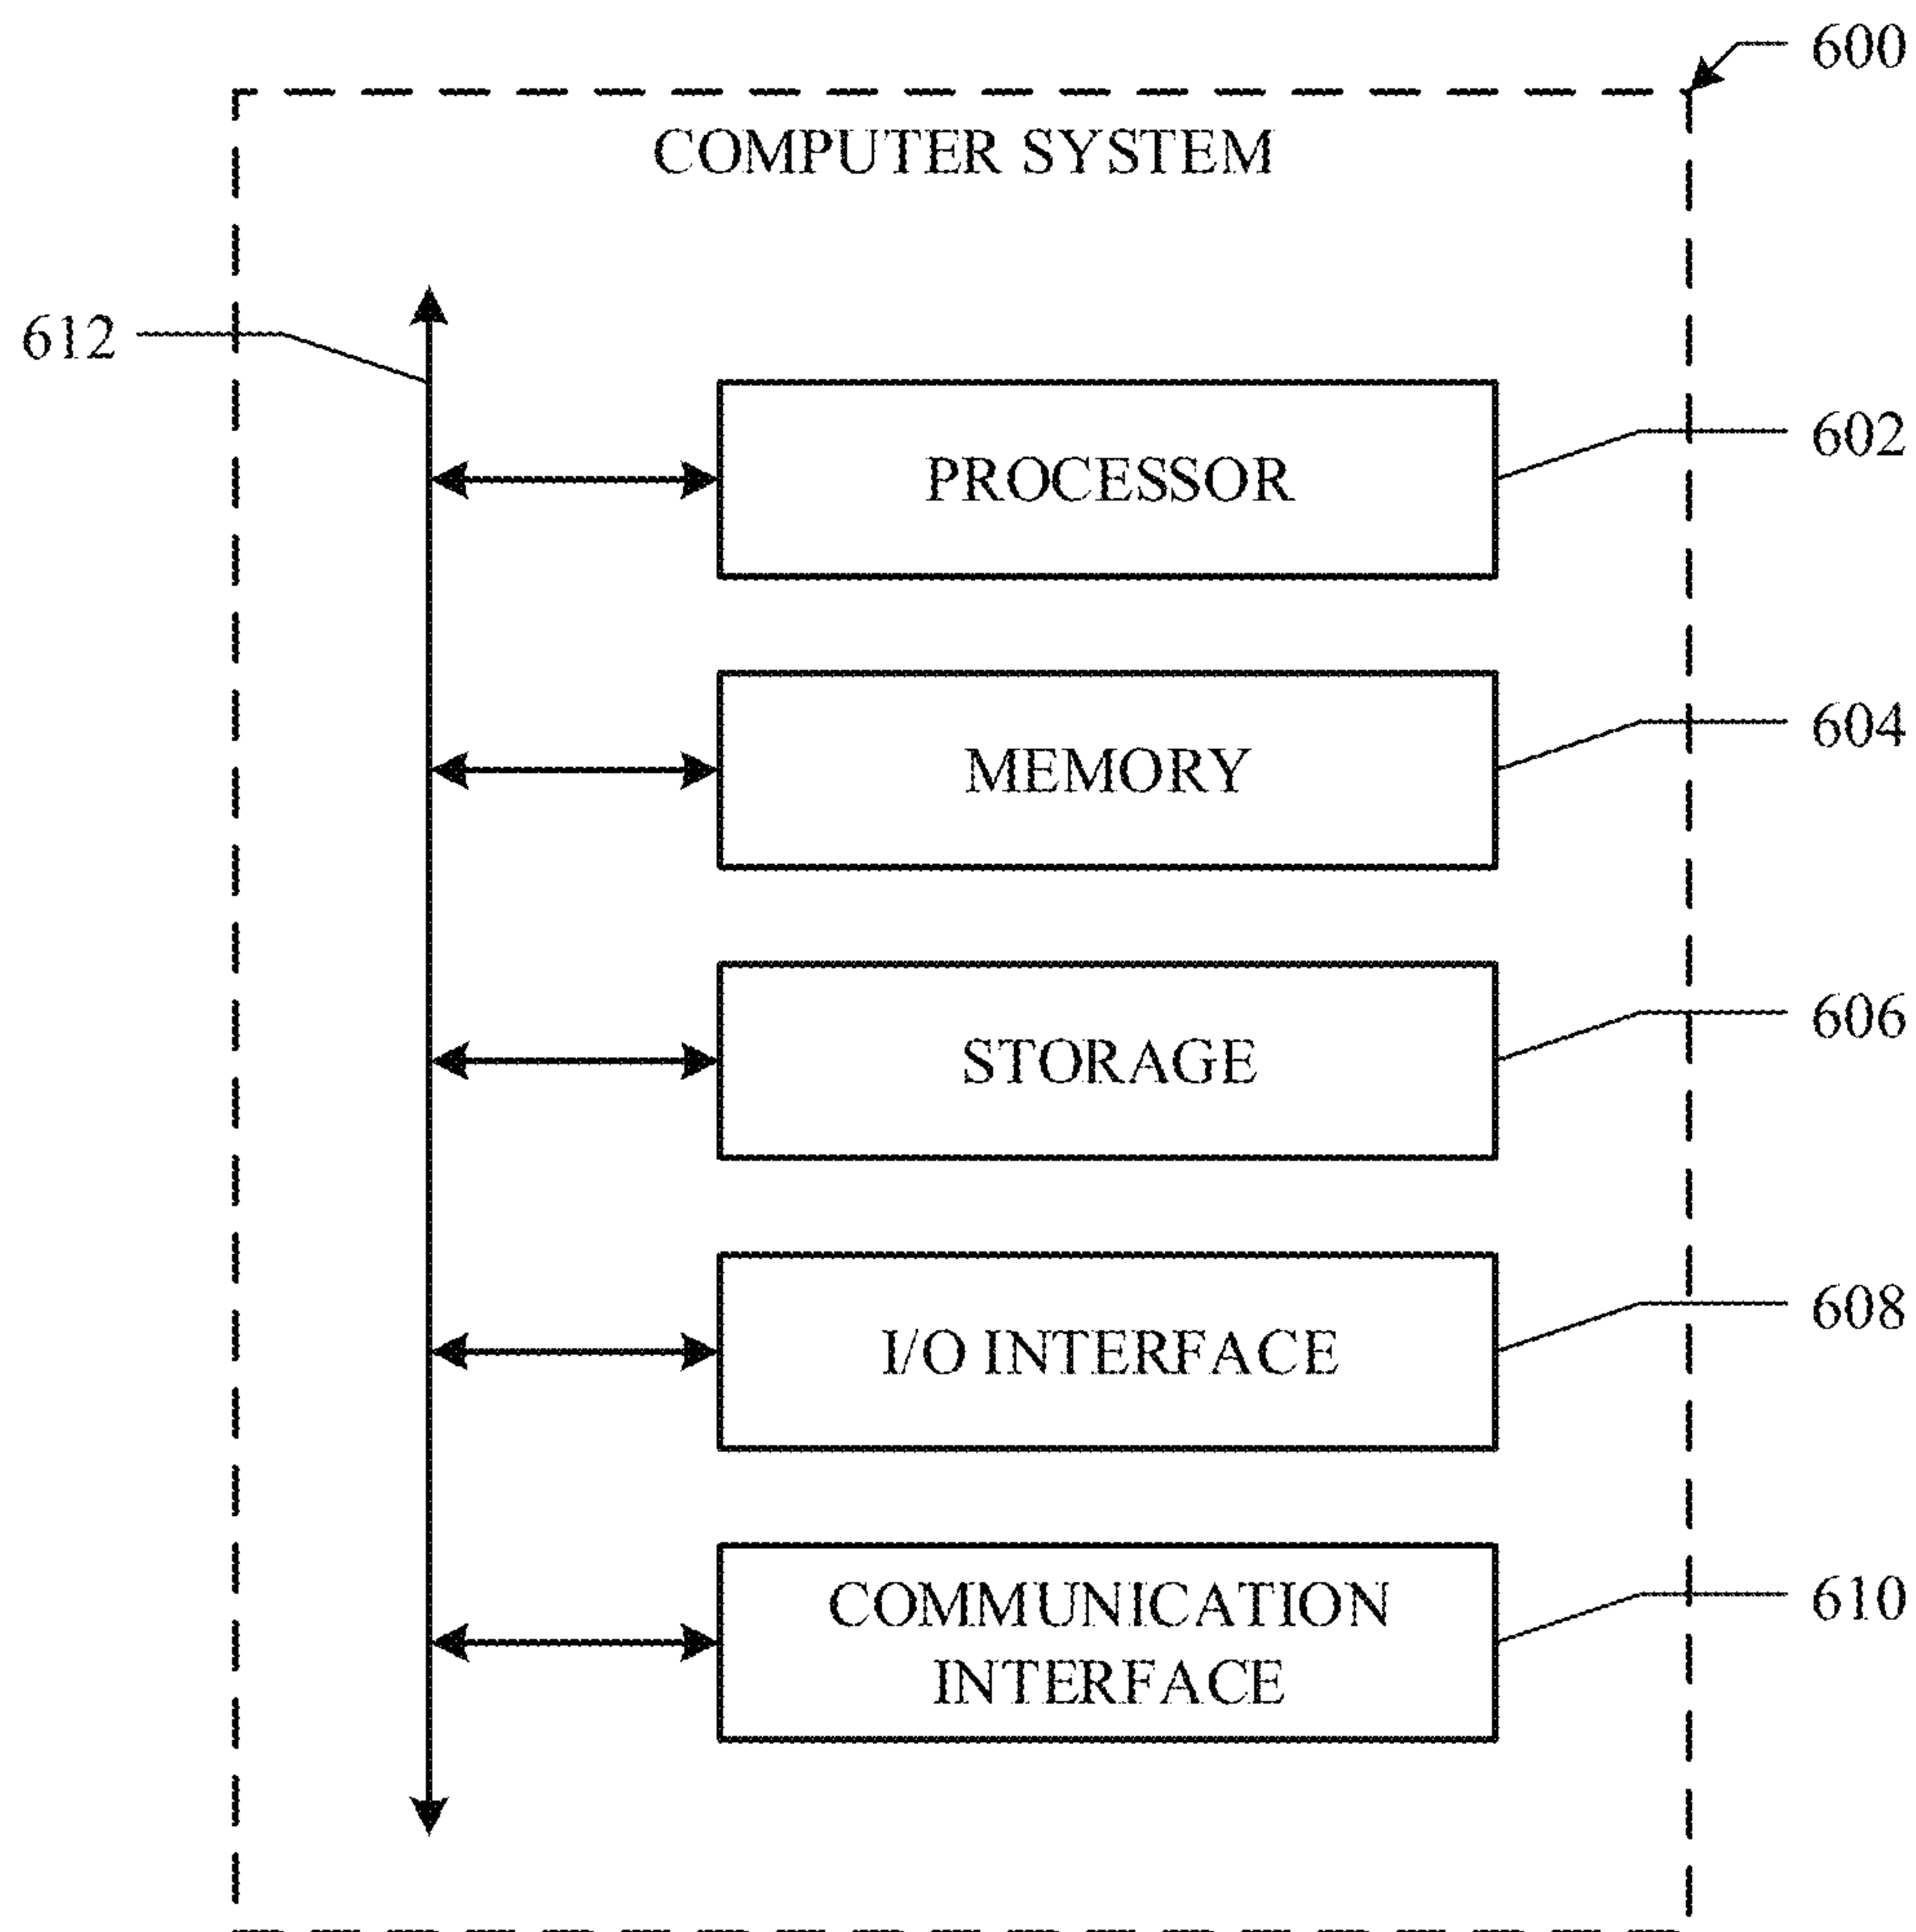 600
COMPUTER SYSTEM
612
PROCESSOR
602
MEMORY
604
STORAGE
606
I/O INTERFACE
608
COMMUNICATION
INTERFACE
610